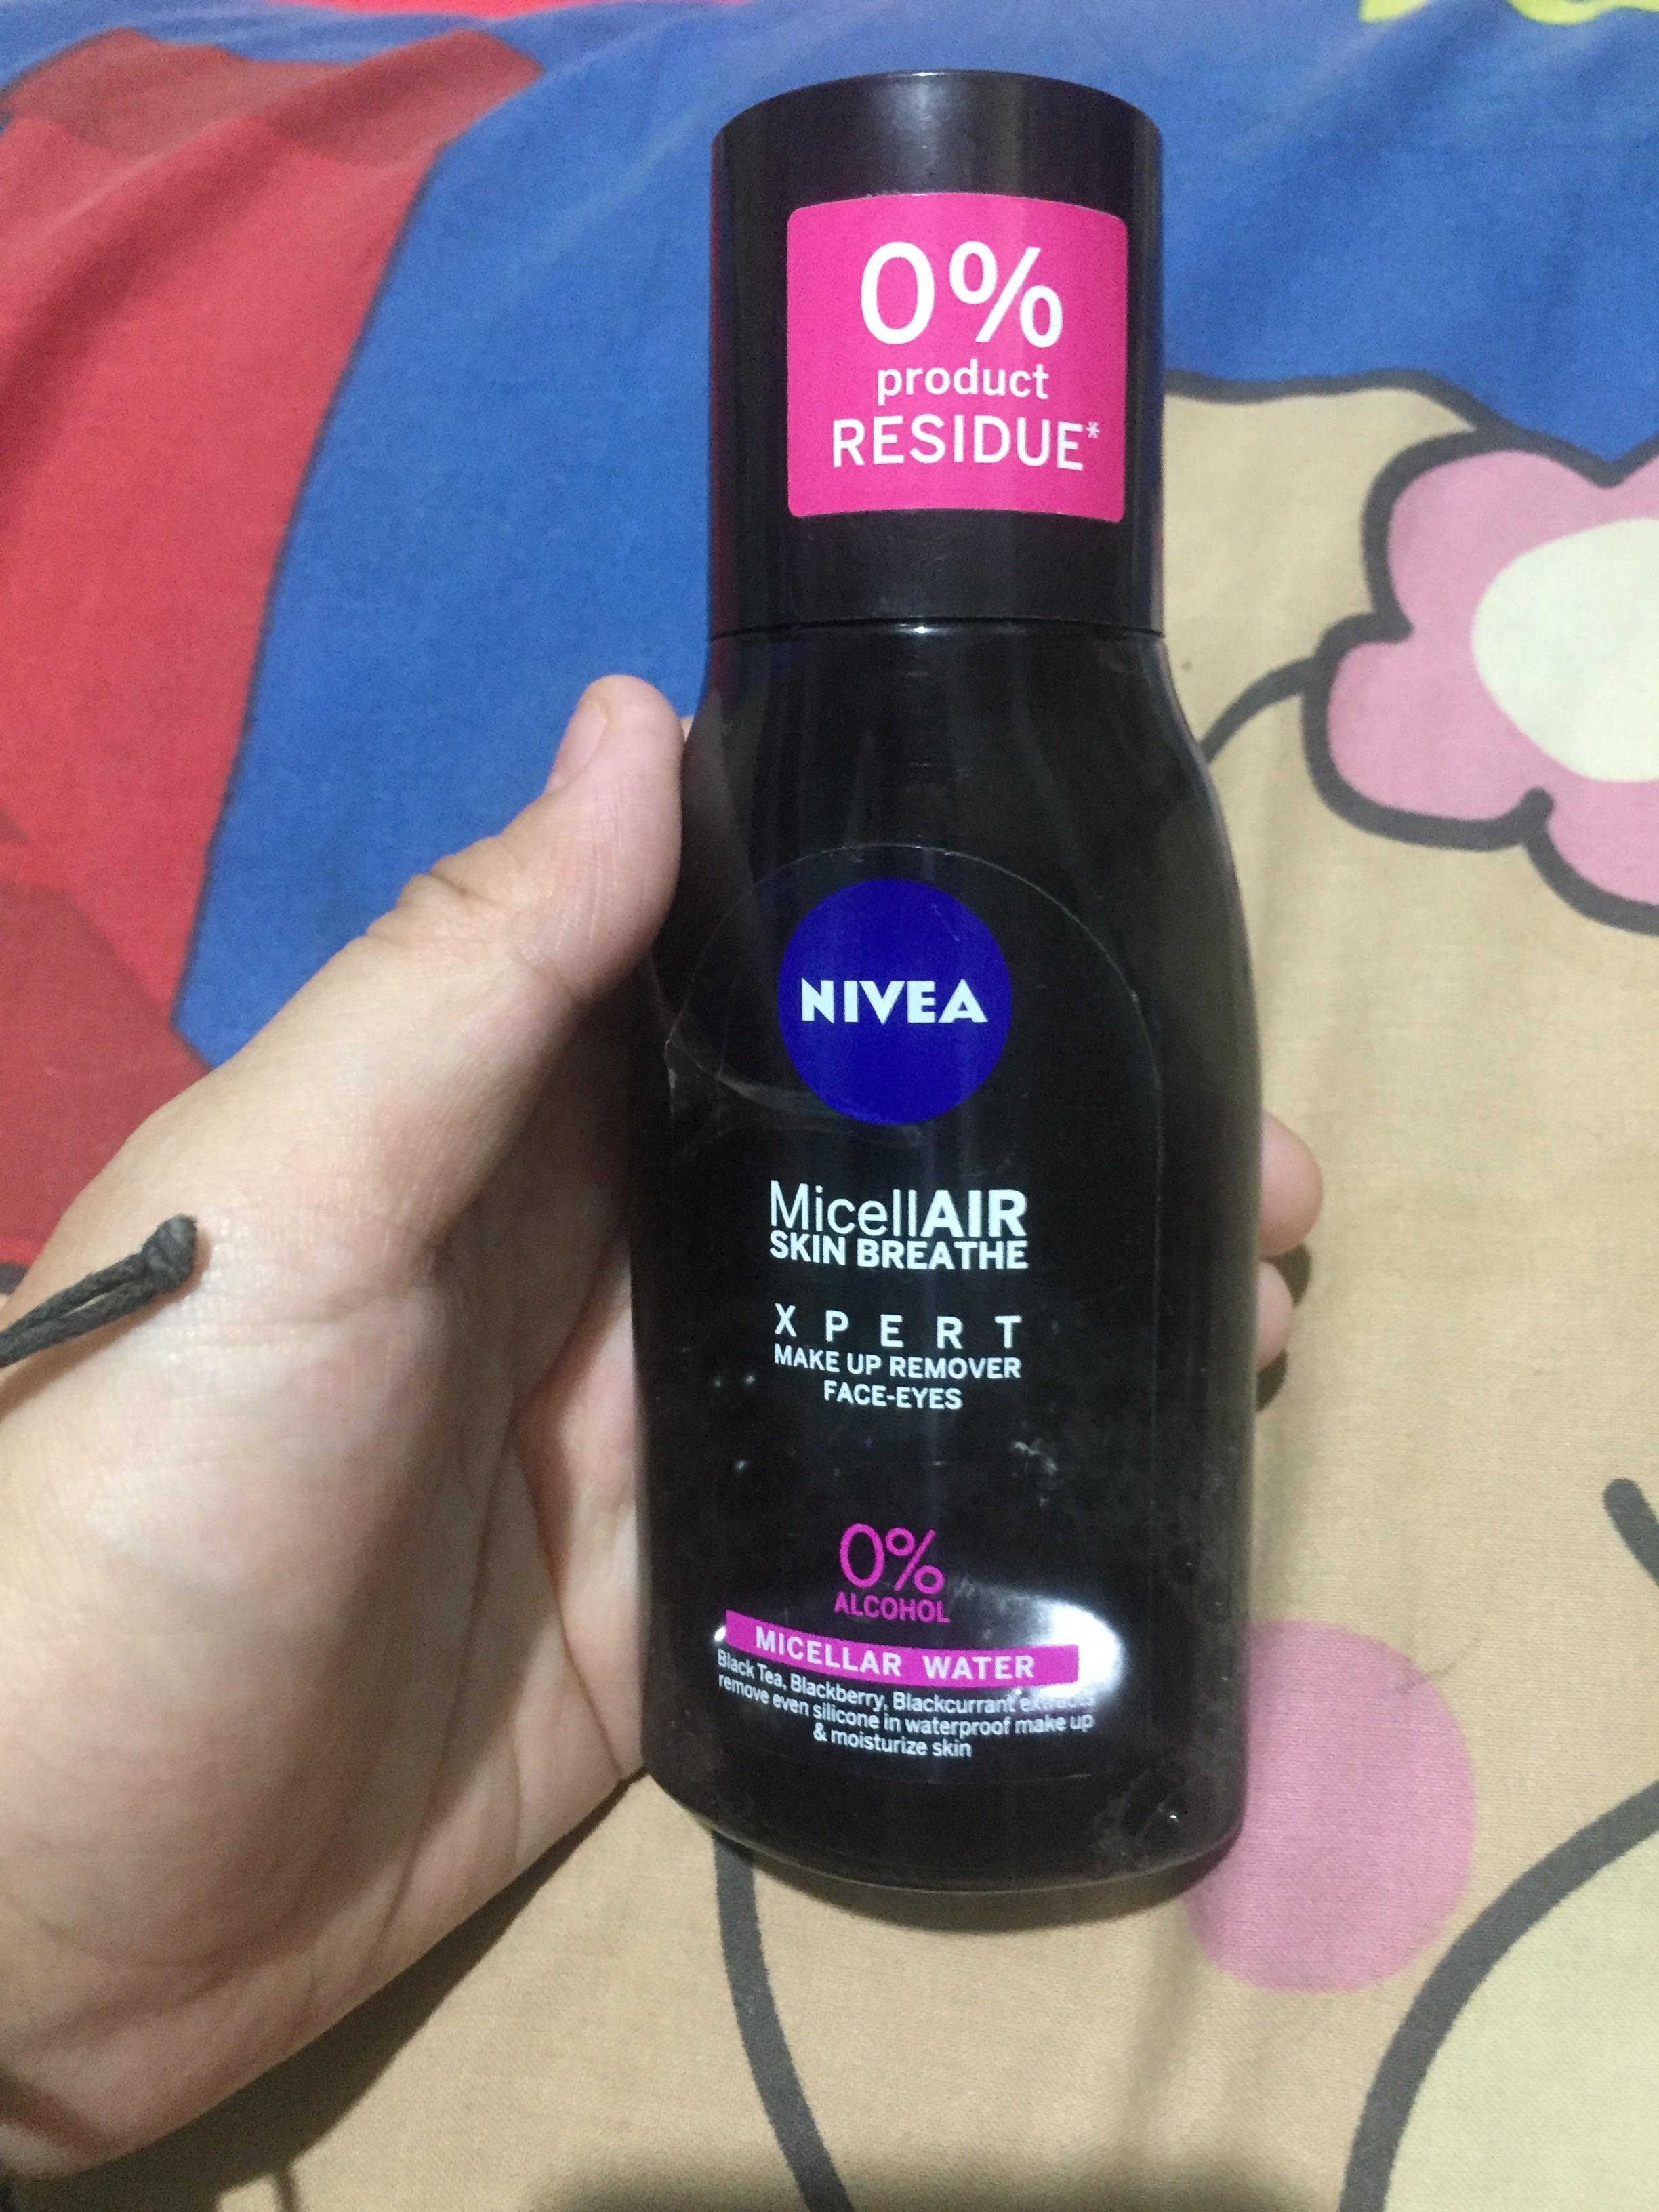 0%
product
RESIDUE*
NIVEA
MicellAIR
SKIN BREATHE
XPERT
MAKE UP REMOVER
FACE-EYES
0%
ALCOHOL
MICELLAR WATER
Black Tea, Blackberry, Blackcurrant extracts
remove even silicone in waterproof make up
& moisturize skin